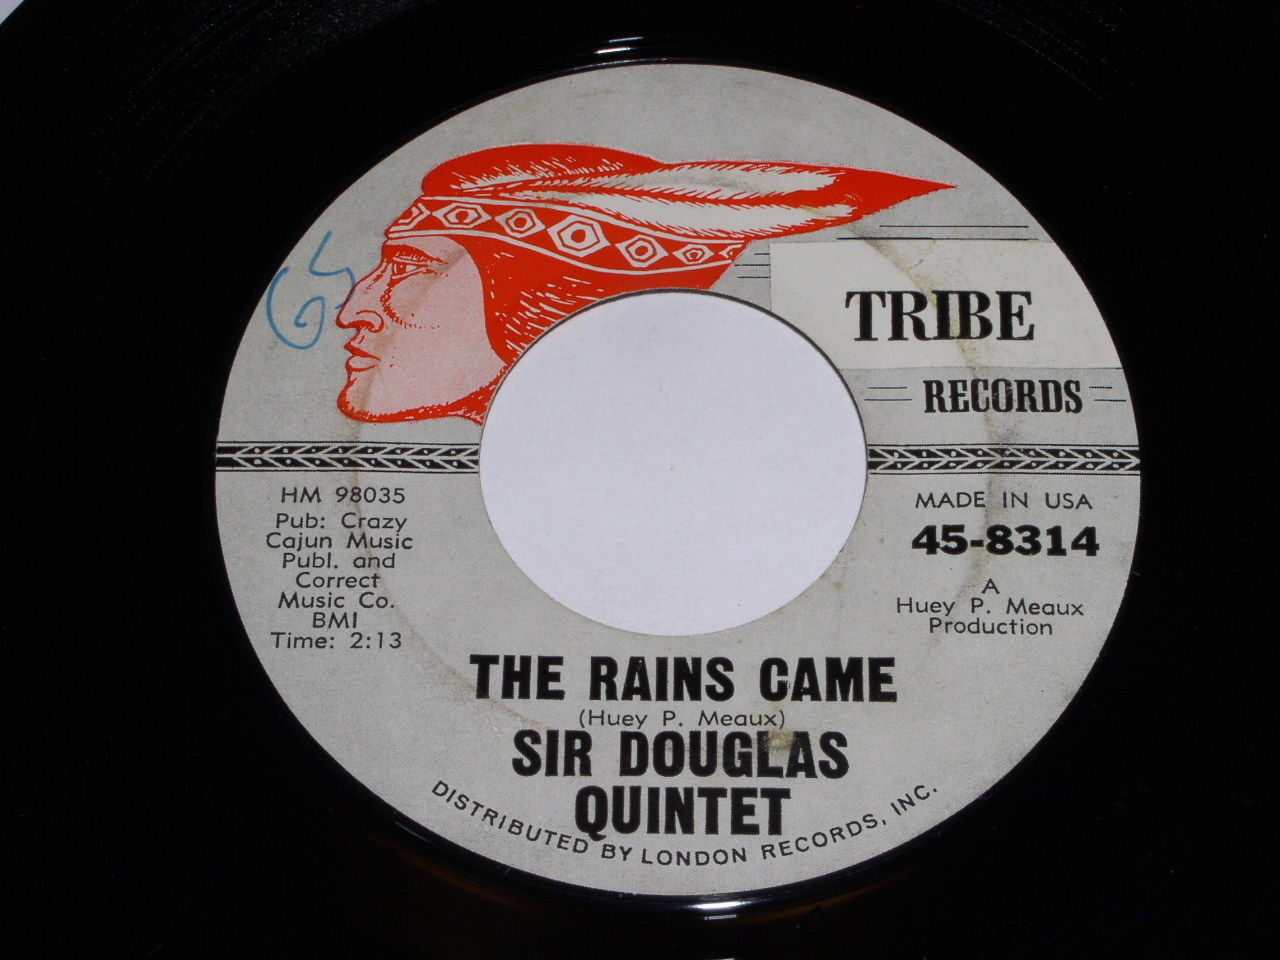 TRIBE
RECORDS
HM 98035
Pub: Crazy
Cajun Music
Publ. and
Correct
Music Co.
BMI
Time: 2:13
MADE IN USA
45-8314
A
Huey P. Meaux
Production
THE RAINS CAME
(Huey P. Meaux)
SIR DOUGLAS
QUINTET
DISTRIBUTED BY LONDON RECORDS, INC.